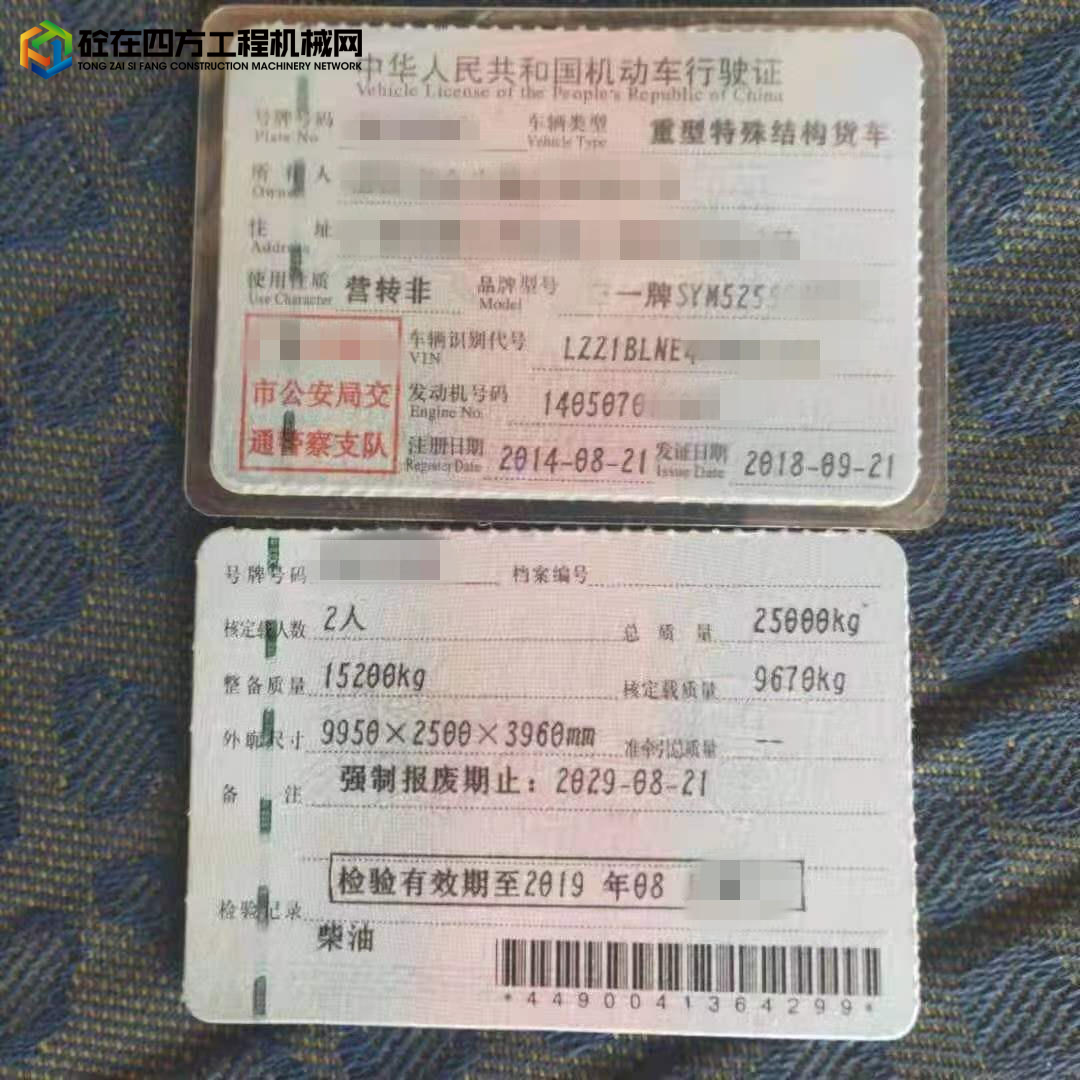 砼在四方工程机械网
TONG ZAI SI FANG CONSTRUCTION MACHINERY NETWORK
中华人民共和国机动车行驶证
Vehicle License of the People's Republic of China
号牌号码 车辆类型 重型特殊结构货车
Plate No. Vehicle Type
所有人
Owner
住址
Address
使用性质 营转非 品牌型号 一牌SYM525
Use Character Model
车辆识别代号 LZZ1BLNE4
VIN
市公安局交
通警察支队
发动机号码 1405070
Engine No.
注册日期 2014-08-21 发证日期 2018-09-21
Register Date Issue Date
号牌号码 档案编号
核定载人数 2人 总质量 25000kg
整备质量 15200kg 核定载质量 9670kg
外廓尺寸 9950×2500×3960mm 准牵引总质量 --
备注 强制报废期止：2029-08-21
检验有效期至2019 年08
检验记录
柴油
*4490041364299*